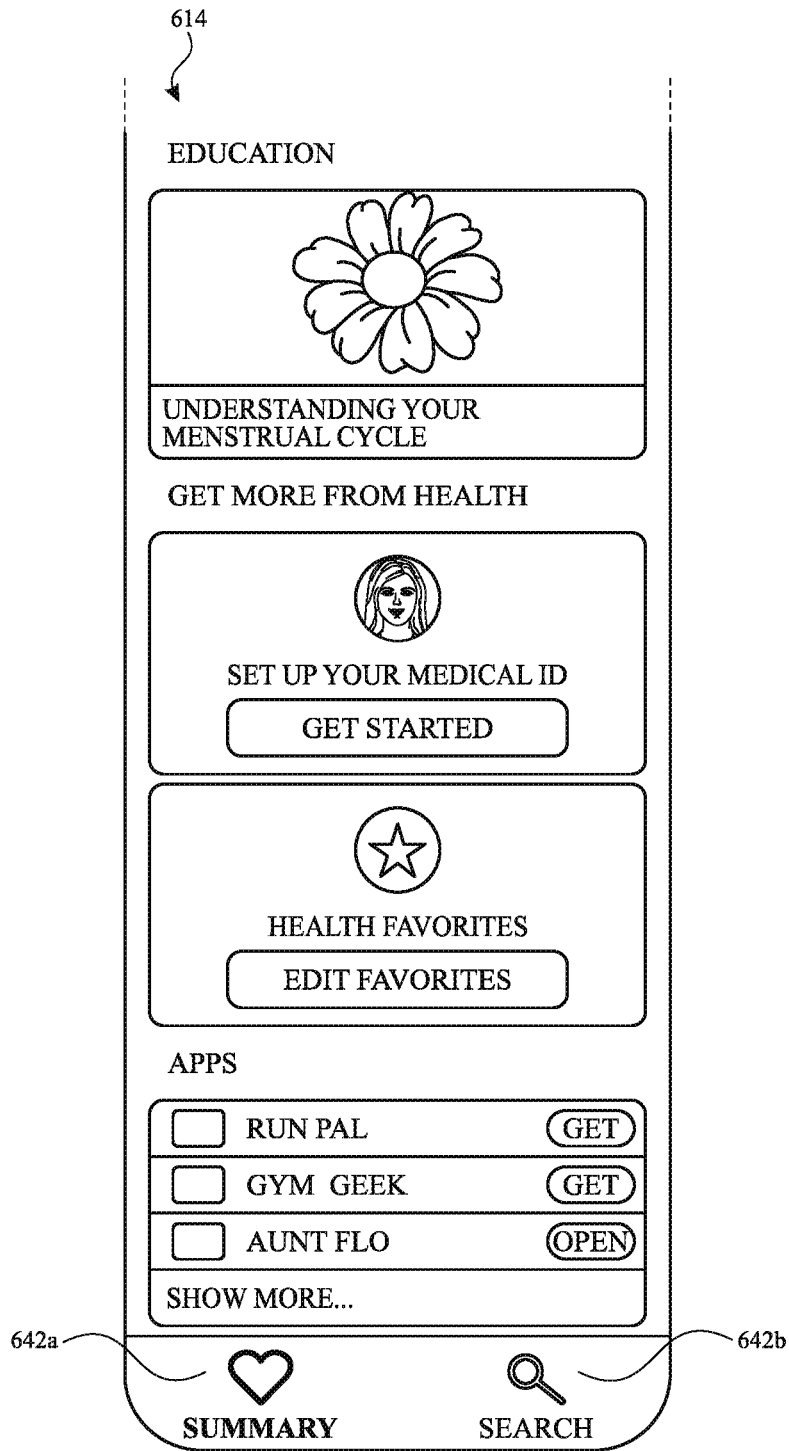 614
EDUCATION
UNDERSTANDING YOUR
MENSTRUAL CYCLE
GET MORE FROM HEALTH
SET UP YOUR MEDICAL ID
GET STARTED
HEALTH FAVORITES
EDIT FAVORITES
APPS
RUN PAL GET
GYM GEEK GET
AUNT FLO OPEN
SHOW MORE...
642a 642b
SUMMARY SEARCH